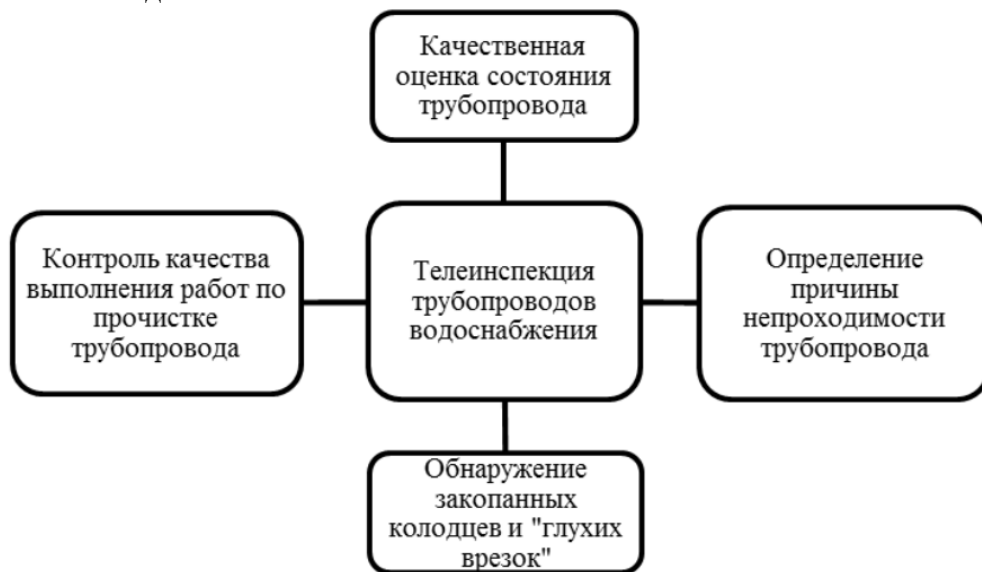 Качественная
оценка состояния
трубопровода
Контроль качества
выполнения работ по
прочистке
трубопровода
Телеинспекция
трубопроводов
водоснабжения
Определение
причины
непроходимости
трубопровода
Обнаружение
закопанных
колодцев и "глухих
врезок"